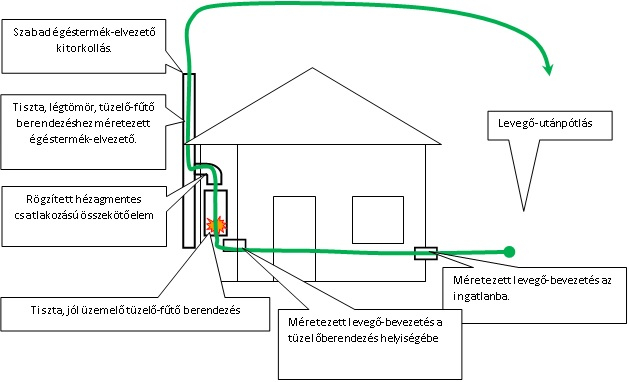 Szabad égéstermék-elvezető
kitorkollás.
Tiszta, légtömör, tüzelő-fűtő
berendezéshez méretezett
égéstermék-elvezető.
Levegő-utánpótlás
Rögzített hézagmentes
csatlakozású összekötőelem
Tiszta, jól üzemelő tüzelő-fűtő berendezés
Méretezett levegő-bevezetés a
tüzelőberendezés helyiségébe
Méretezett levegő-bevezetés az
ingatlanba.